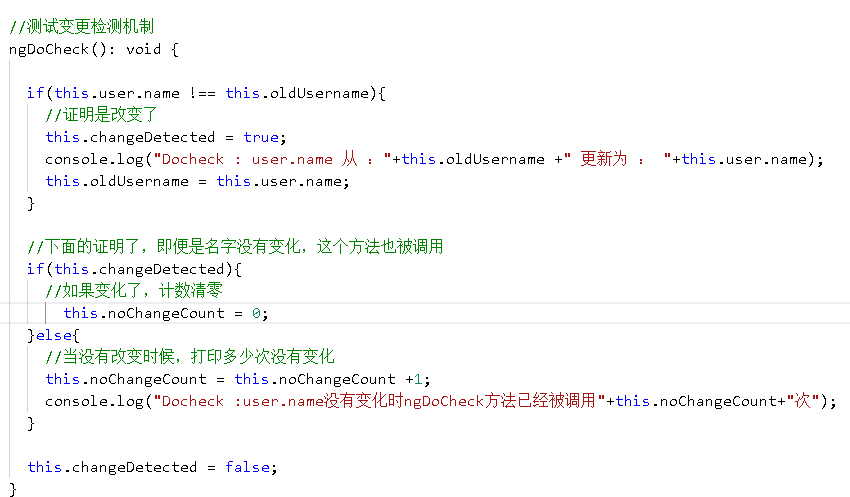 //测试变更检测机制
ngDoCheck(): void {
if(this.user.name !== this.oldUsername){
//证明是改变了
this.changeDetected = true;
console.log("Docheck : user.name 从 ："+this.oldUsername +" 更新为 ： "+this.user.name);
this.oldUsername = this.user.name;
}
//下面的证明了，即便是名字没有变化，这个方法也被调用
if(this.changeDetected){
//如果变化了，计数清零
this.noChangeCount = 0;
}else{
//当没有改变时候，打印多少次没有变化
this.noChangeCount = this.noChangeCount +1;
console.log("Docheck :user.name没有变化时ngDoCheck方法已经被调用"+this.noChangeCount+"次");
}
this.changeDetected = false;
}